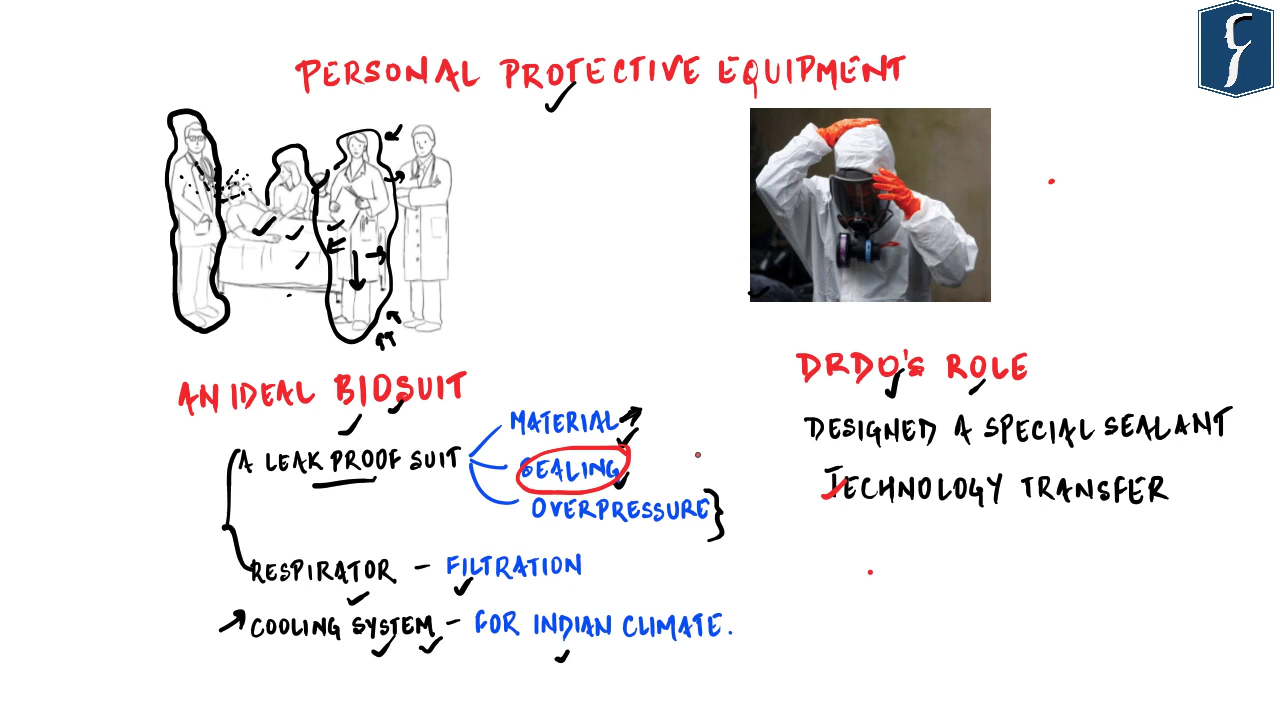 PERSONAL PROTECTIVE EQUIPMENT
AN IDEAL BIOSUIT
A LEAK PROOF SUIT
MATERIAL
SEALING
OVERPRESSURE
RESPIRATOR - FILTRATION
COOLING SYSTEM - FOR INDIAN CLIMATE.
DRDO'S ROLE
DESIGNED A SPECIAL SEALANT
TECHNOLOGY TRANSFER